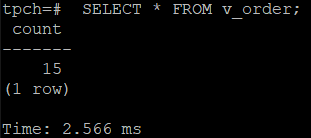 tpch=#  SELECT * FROM v_order;
 count
-------
    15
(1 row)

Time: 2.566 ms